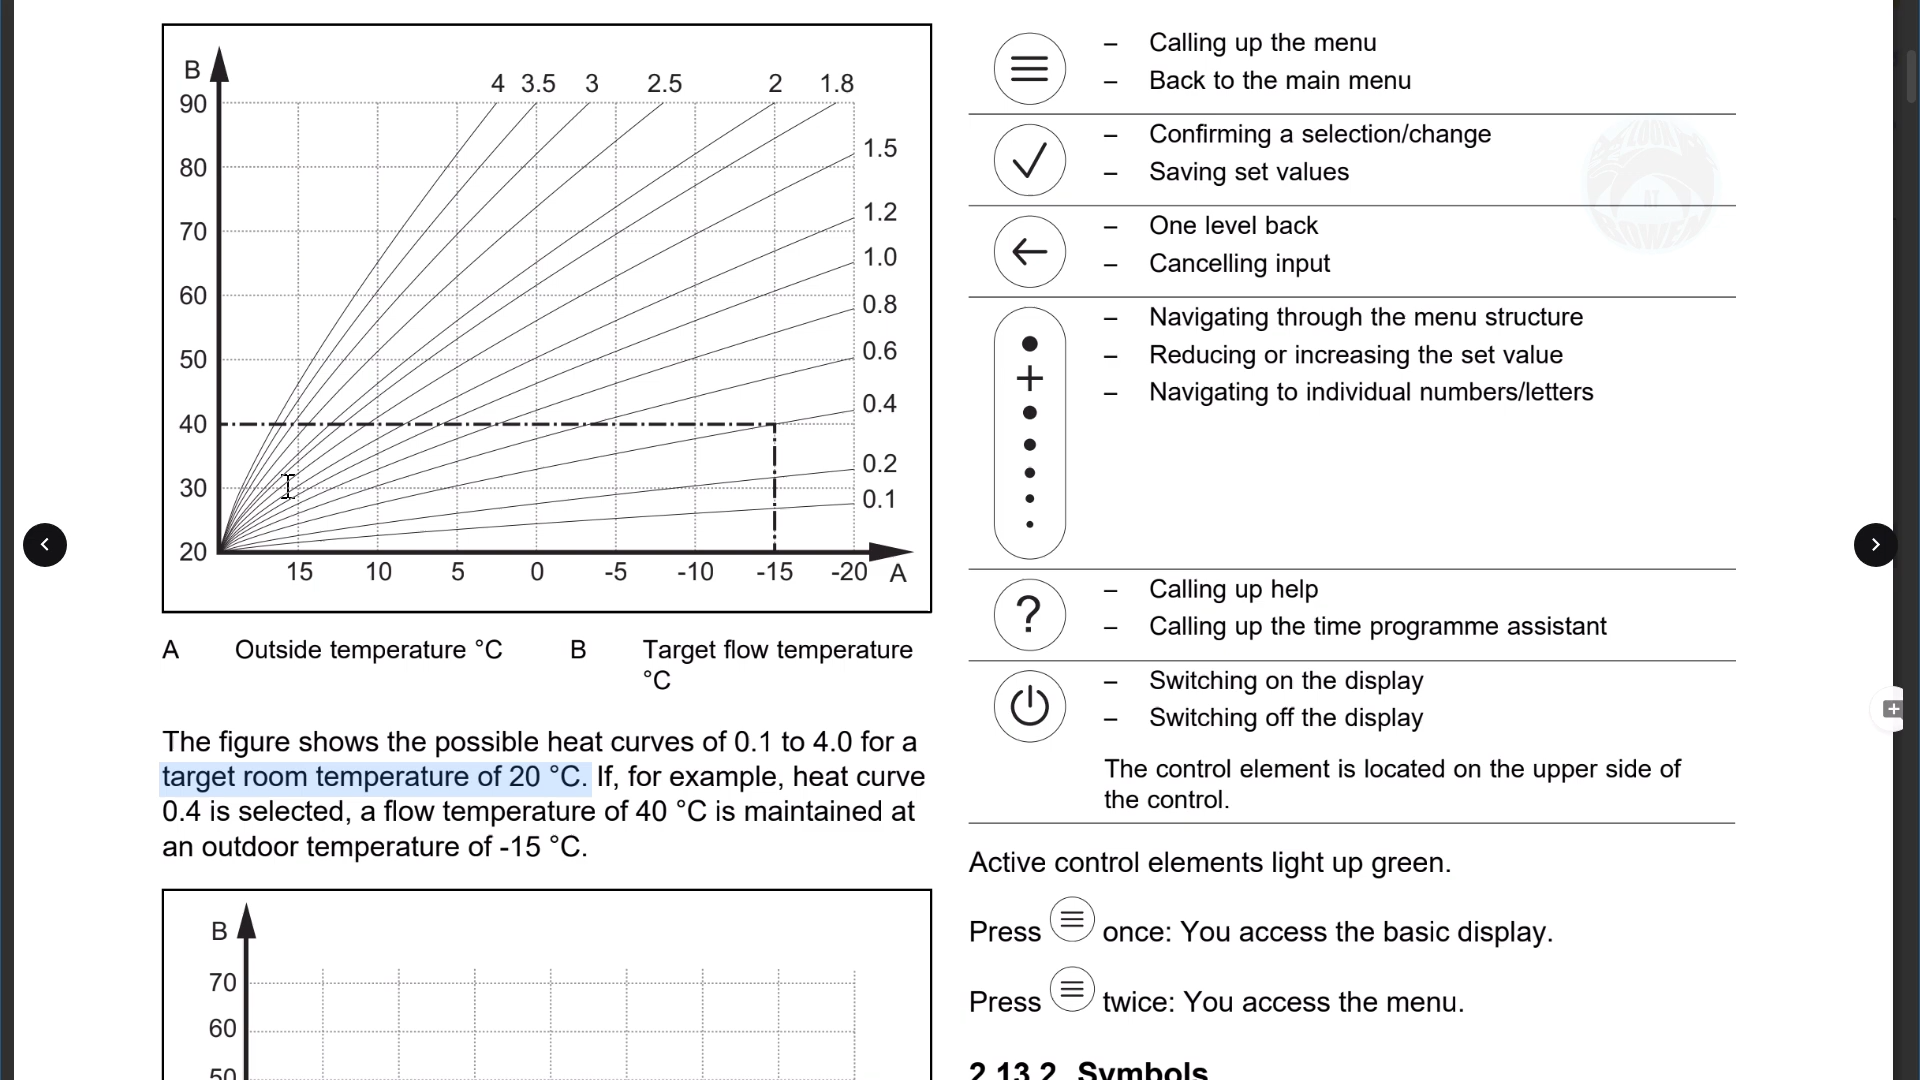 B
4 3.5 3 2.5 2 1.8
90
80
70
60
50
40
30
20
1.5
1.2
1.0
0.8
0.6
0.4
0.2
0.1
15 10 5 0 -5 -10 -15 -20 A
A Outside temperature °C B Target flow temperature
°C
The figure shows the possible heat curves of 0.1 to 4.0 for a
target room temperature of 20 °C. If, for example, heat curve
0.4 is selected, a flow temperature of 40 °C is maintained at
an outdoor temperature of -15 °C.
B
70
60
50
– Calling up the menu
– Back to the main menu
– Confirming a selection/change
– Saving set values
– One level back
– Cancelling input
– Navigating through the menu structure
– Reducing or increasing the set value
– Navigating to individual numbers/letters
?
– Calling up help
– Calling up the time programme assistant
– Switching on the display
– Switching off the display
The control element is located on the upper side of
the control.
Active control elements light up green.
Press once: You access the basic display.
Press twice: You access the menu.
2.13.2 Symbols